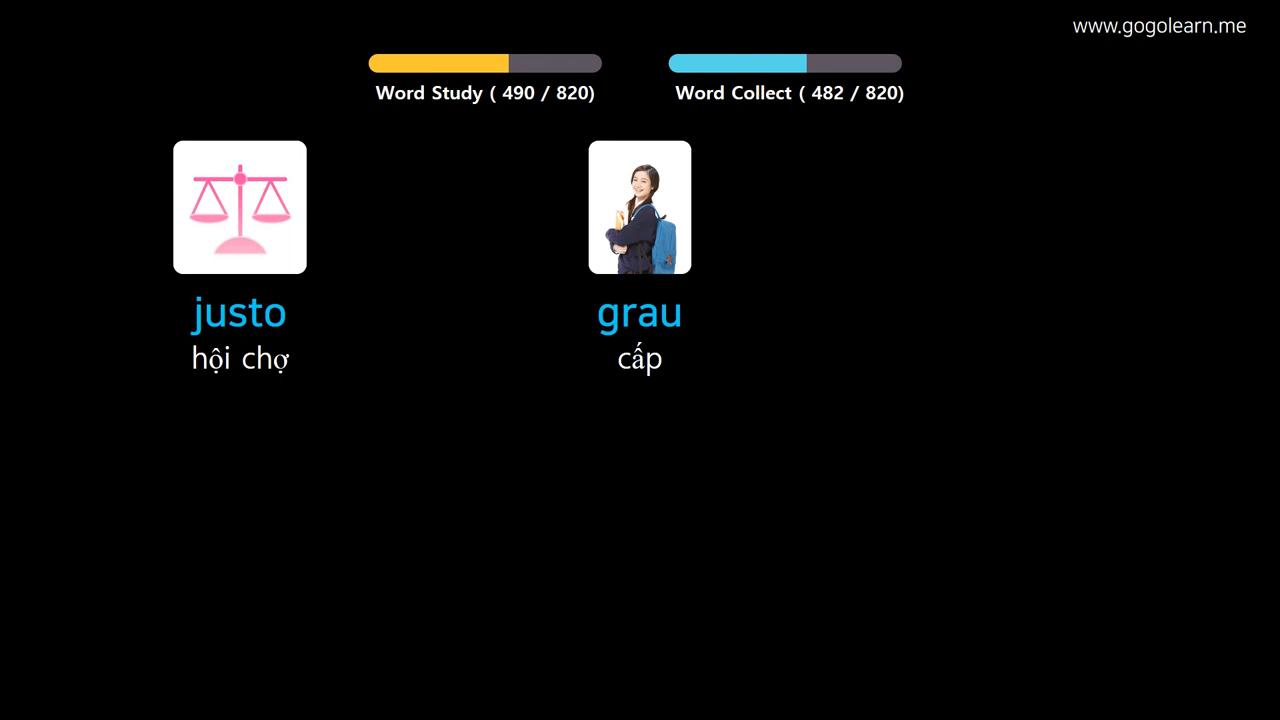 www.gogolearn.me
Word Study ( 490 / 820)
Word Collect ( 482 / 820)
justo
hội chợ
grau
cấp